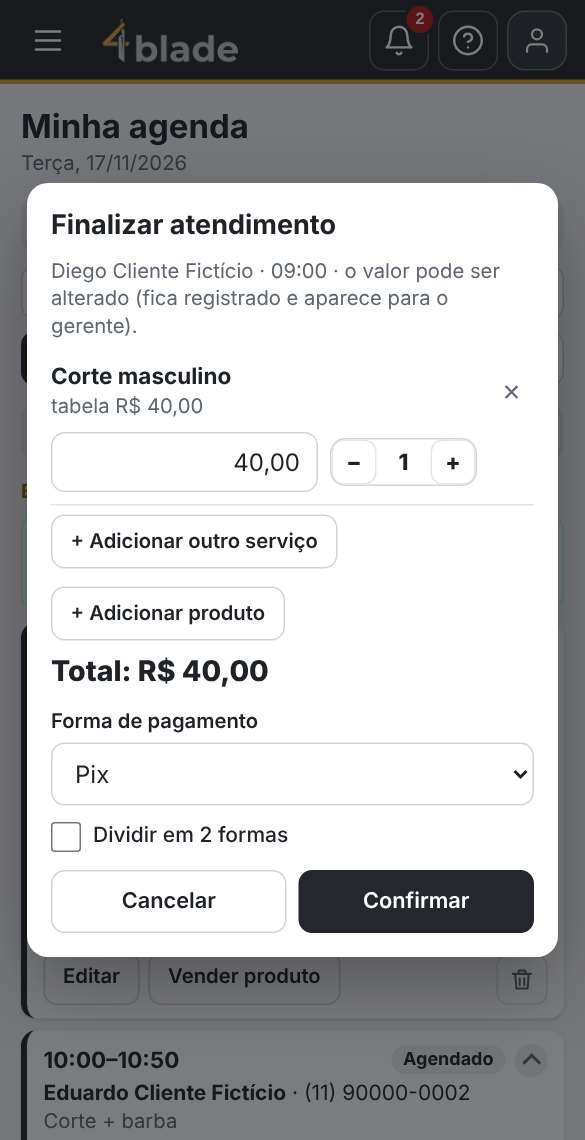 4blade
2
Minha agenda
Terça, 17/11/2026
Finalizar atendimento
Diego Cliente Fictício · 09:00 · o valor pode ser
alterado (fica registrado e aparece para o
gerente).
Corte masculino
tabela R$ 40,00
×
40,00
− 1 +
+ Adicionar outro serviço
+ Adicionar produto
Total: R$ 40,00
Forma de pagamento
Pix
Dividir em 2 formas
Cancelar
Confirmar
Editar
Vender produto
10:00–10:50
Agendado
Eduardo Cliente Fictício · (11) 90000-0002
Corte + barba